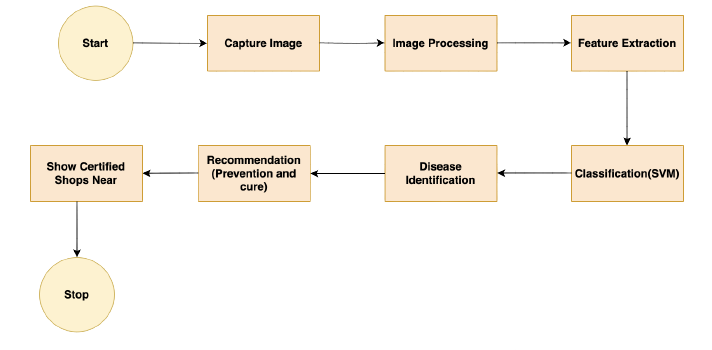 Start
Capture Image
Image Processing
Feature Extraction
Classification(SVM)
Disease
Identification
Recommendation
(Prevention and
cure)
Show Certified
Shops Near
Stop